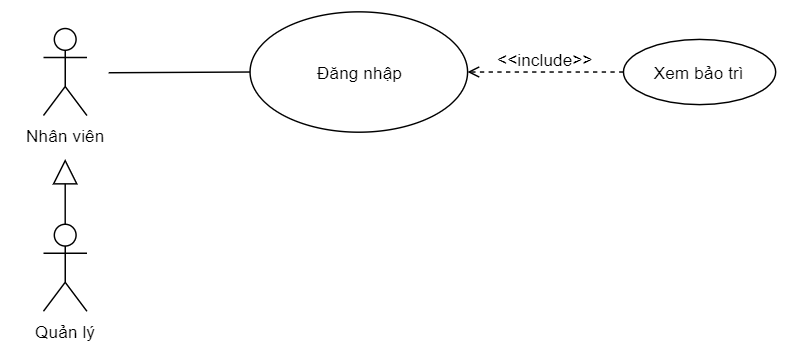 Đăng nhập
<<include>>
Xem bảo trì
Nhân viên
Quản lý